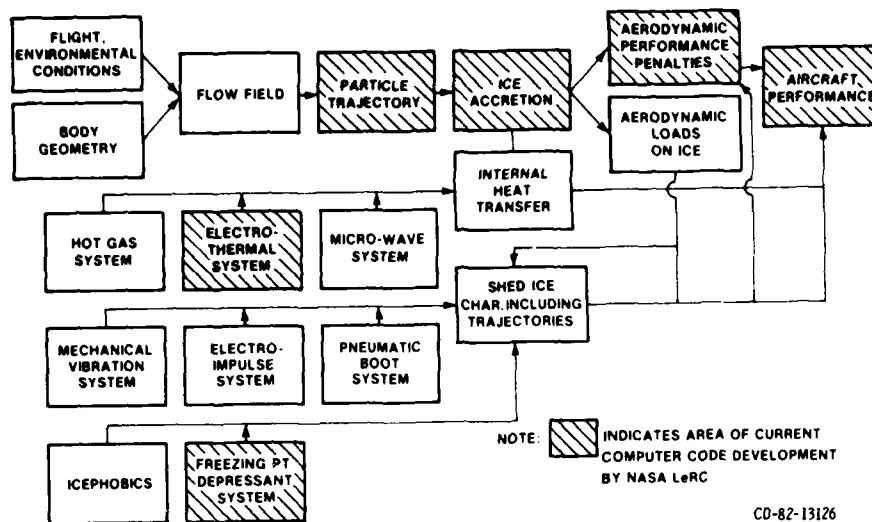 FLIGHT,
ENVIRONMENTAL
CONDITIONS
BODY
GEOMETRY
FLOW FIELD
PARTICLE
TRAJECTORY
ICE
ACCRETION
AERODYNAMIC
PERFORMANCE
PENALTIES
AERODYNAMIC
LOADS
ON ICE
AIRCRAFT
PERFORMANCE
INTERNAL
HEAT
TRANSFER
HOT GAS
SYSTEM
ELECTRO-
THERMAL
SYSTEM
MICRO-WAVE
SYSTEM
SHED ICE
CHAR. INCLUDING
TRAJECTORIES
MECHANICAL
VIBRATION
SYSTEM
ELECTRO-
IMPULSE
SYSTEM
PNEUMATIC
BOOT
SYSTEM
ICEPHOBICS
FREEZING PT
DEPRESSANT
SYSTEM
NOTE: INDICATES AREA OF CURRENT
COMPUTER CODE DEVELOPMENT
BY NASA LeRC
CD-82-13126